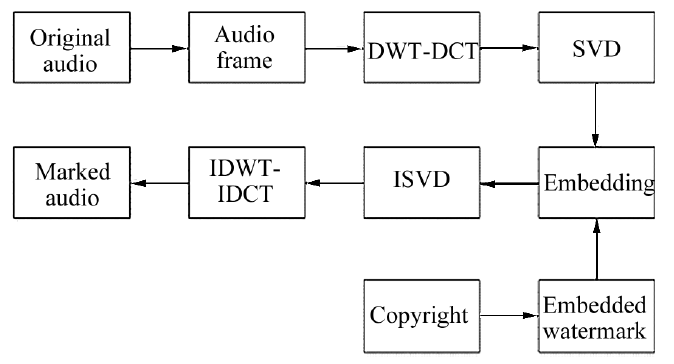 Original
audio
Audio
frame
DWT-DCT
SVD
Marked
audio
IDWT-
IDCT
ISVD
Embedding
Copyright
Embedded
watermark